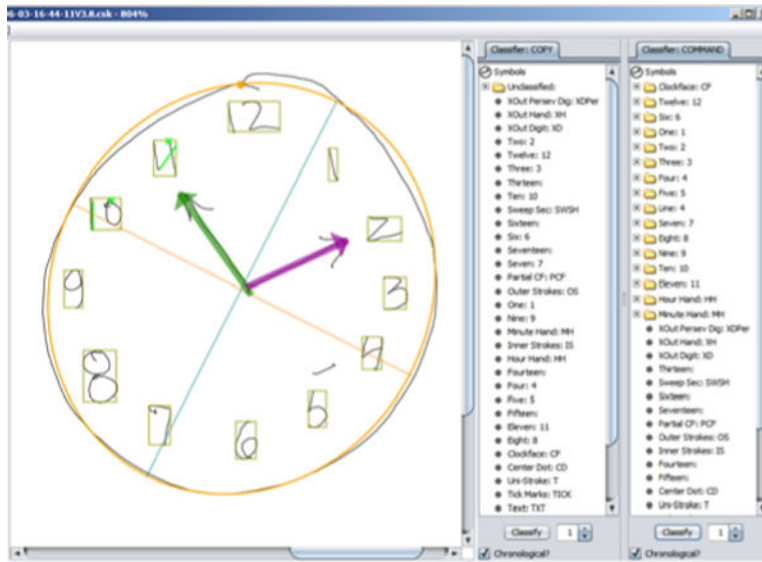 6-03-16-44-11V3.8.csk - 804%
12
1
2
3
4
5
6
7
8
9
Classifier: COPY
Symbols
Unclassified:
XOut Persev Dig: XDPer
XOut Hand: XH
XOut Digit: XD
Two: 2
Twelve: 12
Three: 3
Thirteen:
Ten: 10
Sweep Sec: SWSH
Sixteen:
Six: 6
Seventeen:
Seven: 7
Partial CF: PCF
Outer Strokes: OS
One: 1
Nine: 9
Minute Hand: MH
Inner Strokes: IS
Hour Hand: HH
Fourteen:
Four: 4
Five: 5
Fifteen:
Eleven: 11
Eight: 8
Clockface: CF
Center Dot: CD
Uni-Stroke: T
Tick Marks: TICK
Text: TXT
Classify
1
Chronological?
Classifier: COMMAND
Symbols
Clockface: CF
Twelve: 12
Six: 6
One: 1
Two: 2
Three: 3
Four: 4
Five: 5
Line: 4
Seven: 7
Eight: 8
Nine: 9
Ten: 10
Eleven: 11
Hour Hand: HH
Minute Hand: MH
XOut Persev Dig: XDPer
XOut Hand: XH
XOut Digit: XD
Thirteen:
Sweep Sec: SWSH
Sixteen:
Seventeen:
Partial CF: PCF
Outer Strokes: OS
Inner Strokes: IS
Fourteen:
Fifteen:
Center Dot: CD
Uni-Stroke: T
Classify
1
Chronological?